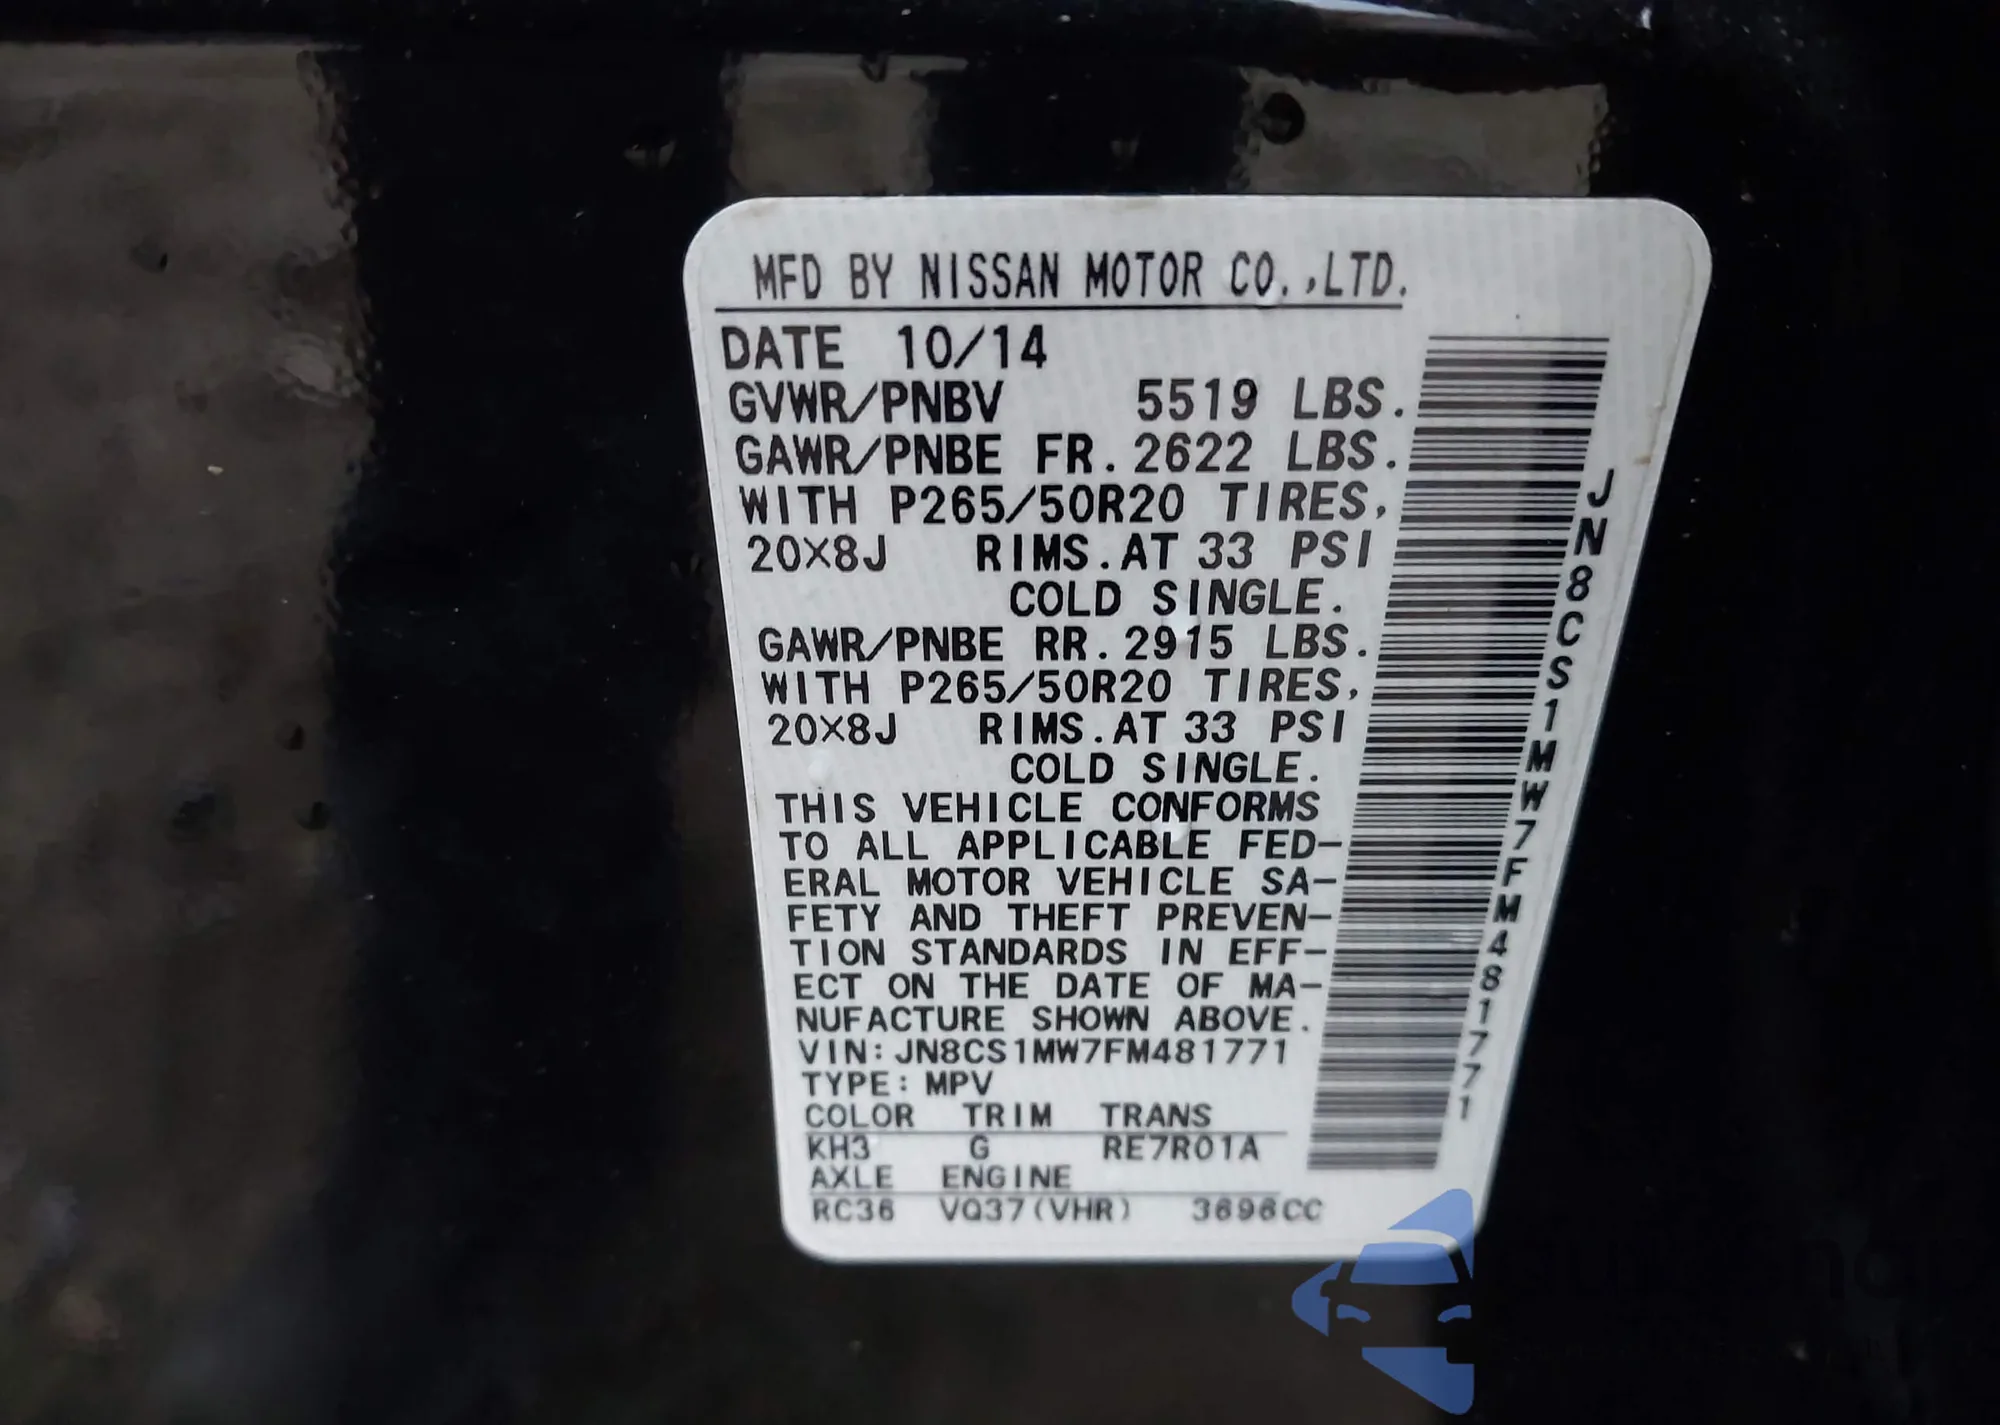 MFD BY NISSAN MOTOR CO.,LTD.
DATE 10/14
GVWR/PNBV 5519 LBS.
GAWR/PNBE FR. 2622 LBS.
WITH P265/50R20 TIRES,
20X8J RIMS. AT 33 PSI
COLD SINGLE.
GAWR/PNBE RR. 2915 LBS.
WITH P265/50R20 TIRES,
20X8J RIMS. AT 33 PSI
COLD SINGLE.
THIS VEHICLE CONFORMS
TO ALL APPLICABLE FED-
ERAL MOTOR VEHICLE SA-
FETY AND THEFT PREVEN-
TION STANDARDS IN EFF-
ECT ON THE DATE OF MA-
NUFACTURE SHOWN ABOVE.
VIN: JN8CS1MW7FM481771
TYPE: MPV
COLOR TRIM TRANS
KH3 G RE7R01A
AXLE ENGINE
RC36 VQ37(VHR) 3696CC
JN8CS1MW7FM481771